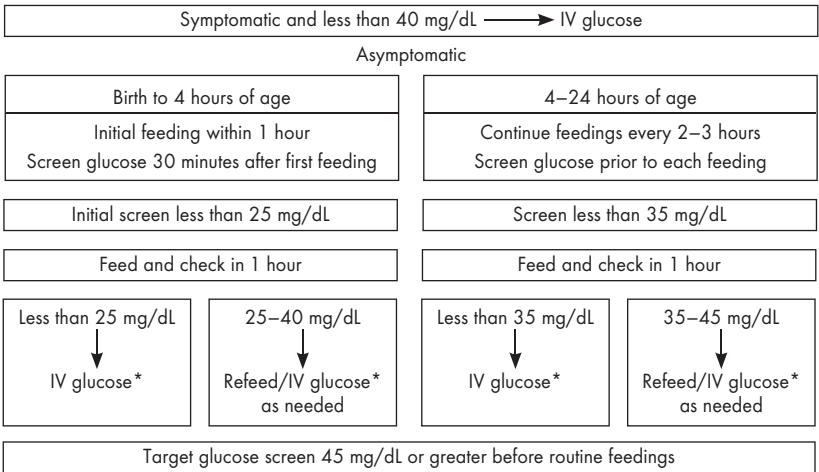 Symptomatic and less than 40 mg/dL → IV glucose
Asymptomatic
Birth to 4 hours of age
Initial feeding within 1 hour
Screen glucose 30 minutes after first feeding
Initial screen less than 25 mg/dL
Feed and check in 1 hour
Less than 25 mg/dL
IV glucose*
25–40 mg/dL
Refeed/IV glucose*
as needed
4–24 hours of age
Continue feedings every 2–3 hours
Screen glucose prior to each feeding
Screen less than 35 mg/dL
Feed and check in 1 hour
Less than 35 mg/dL
IV glucose*
35–45 mg/dL
Refeed/IV glucose*
as needed
Target glucose screen 45 mg/dL or greater before routine feedings